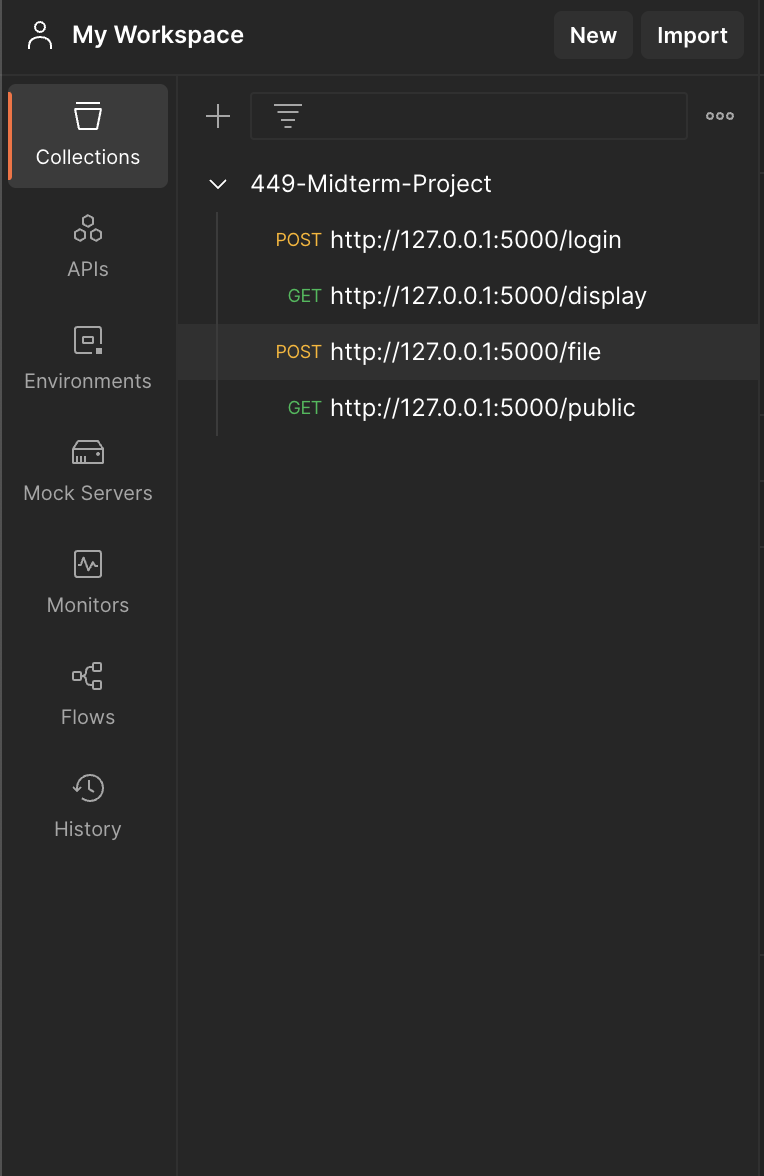 My Workspace
New
Import
Collections
APIs
Environments
Mock Servers
Monitors
Flows
History
449-Midterm-Project
POST http://127.0.0.1:5000/login
GET http://127.0.0.1:5000/display
POST http://127.0.0.1:5000/file
GET http://127.0.0.1:5000/public